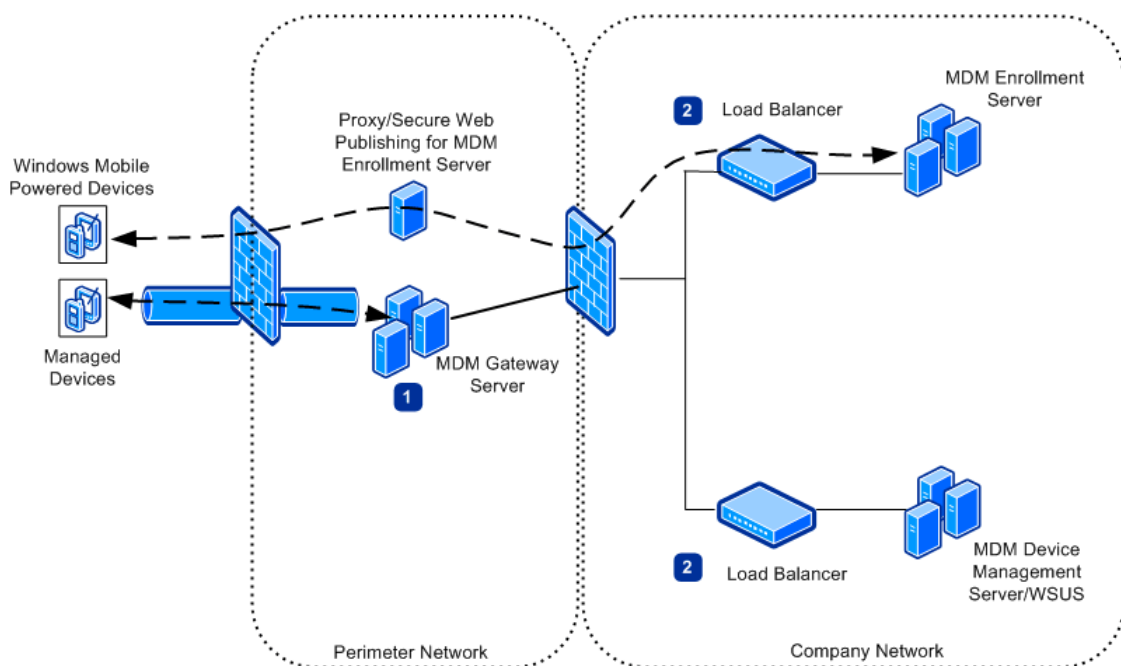 Proxy/Secure Web
Publishing for MDM
Enrollment Server
Windows Mobile
Powered Devices
Managed
Devices
MDM Gateway
Server
1
2
Load Balancer
MDM Enrollment
Server
2
Load Balancer
MDM Device
Management
Server/WSUS
Perimeter Network
Company Network